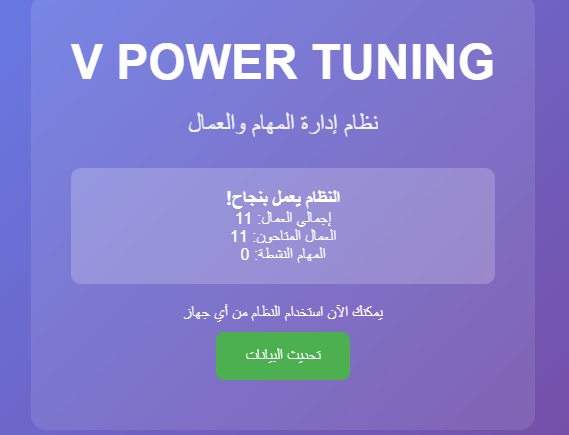 V POWER TUNING
نظام إدارة المهام والعمال
النظام يعمل بنجاح!
إجمالي العمال: 11
العمال المتاحون: 11
المهام النشطة: 0
يمكنك الآن استخدام النظام من أي جهاز
تحديث البيانات